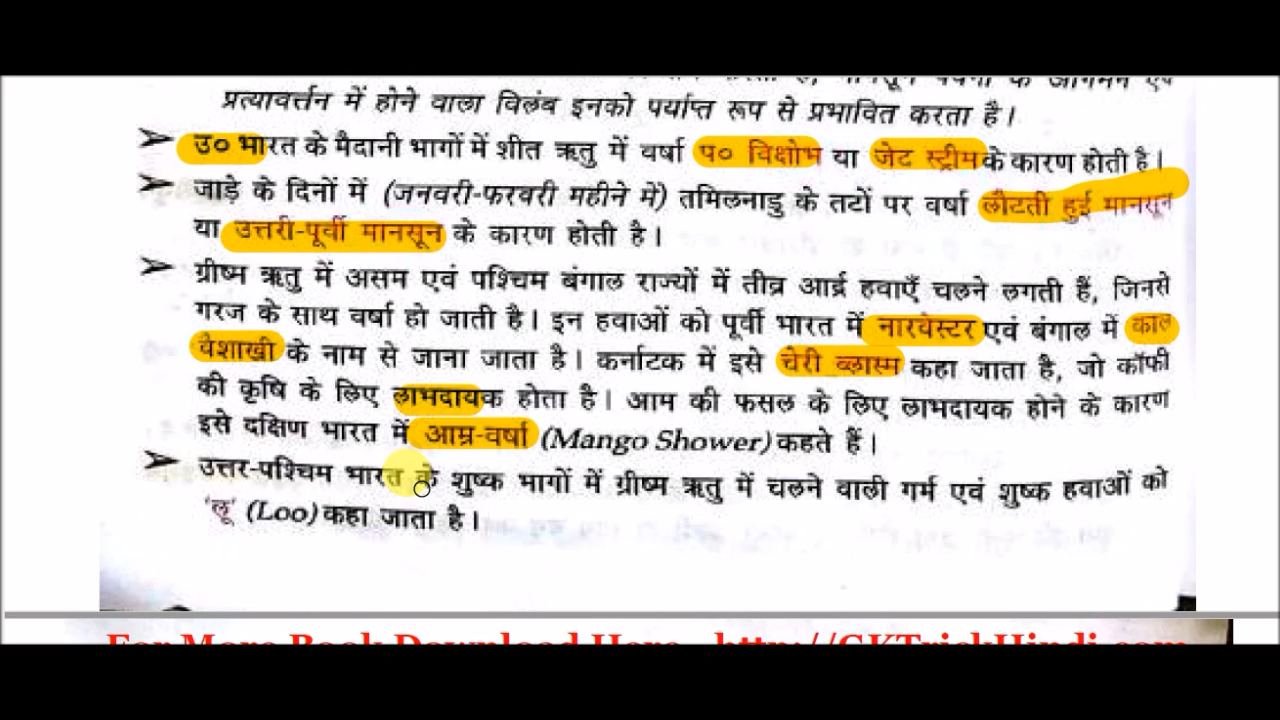 प्रत्यावर्त्तन में होने वाला विलंब इनको पर्याप्त रूप से प्रभावित करता है।
➤ उ० भारत के मैदानी भागों में शीत ऋतु में वर्षा प० विक्षोभ या जेट स्ट्रीम के कारण होती है।
➤ जाड़े के दिनों में (जनवरी-फरवरी महीने में) तमिलनाडु के तटों पर वर्षा लौटती हुई मानसून
या उत्तरी-पूर्वी मानसून के कारण होती है।
➤ ग्रीष्म ऋतु में असम एवं पश्चिम बंगाल राज्यों में तीव्र आर्द्र हवाएँ चलने लगती हैं, जिनसे
गरज के साथ वर्षा हो जाती है। इन हवाओं को पूर्वी भारत में नारवेस्टर एवं बंगाल में काल
वैशाखी के नाम से जाना जाता है। कर्नाटक में इसे चेरी ब्लास्म कहा जाता है, जो कॉफी
की कृषि के लिए लाभदायक होता है। आम की फसल के लिए लाभदायक होने के कारण
इसे दक्षिण भारत में आम्र-वर्षा (Mango Shower) कहते हैं।
➤ उत्तर-पश्चिम भारत के शुष्क भागों में ग्रीष्म ऋतु में चलने वाली गर्म एवं शुष्क हवाओं को
'लू' (Loo) कहा जाता है।
For More Book Download Here - http://GKTrickHindi.com